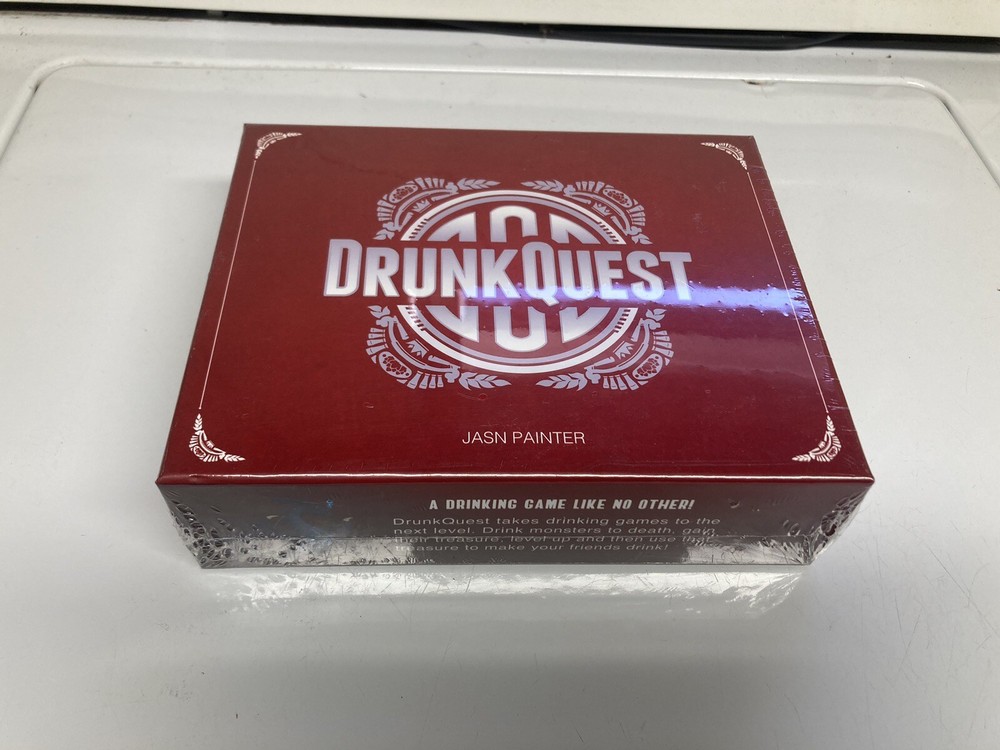 DRUNKQUEST
JASN PAINTER
A DRINKING GAME LIKE NO OTHER!
DrunkQuest takes drinking games to the
next level. Drink monsters to death, gain
their treasure, level up and then use that
treasure to make your friends drink!